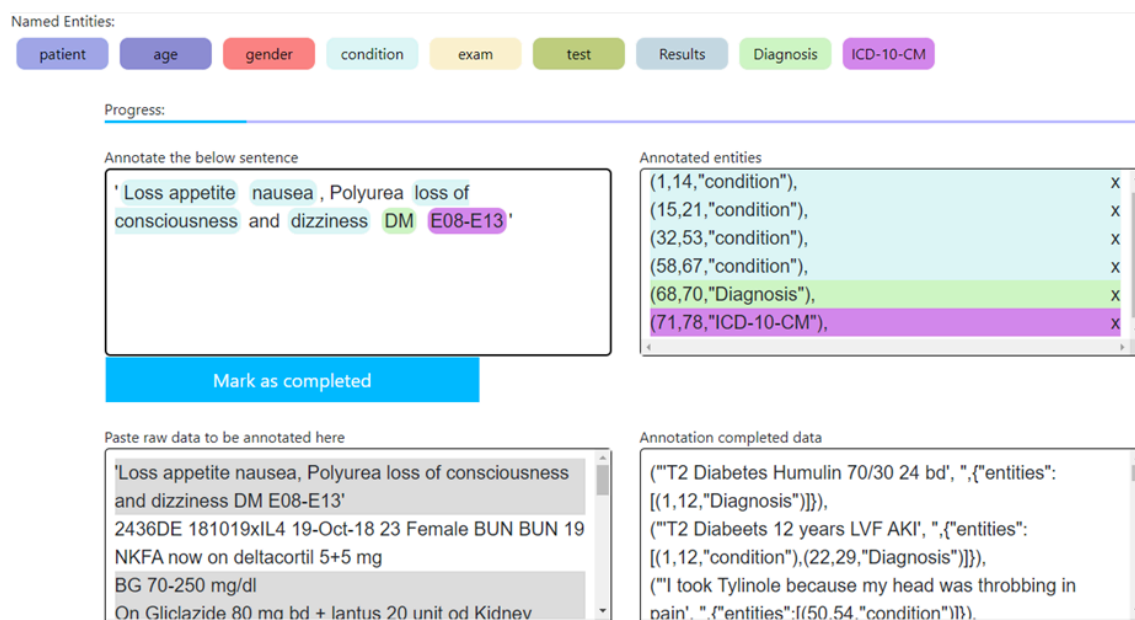 Named Entities:
patient age gender condition exam test Results Diagnosis ICD-10-CM
Progress:
Annotate the below sentence
' Loss appetite nausea , Polyurea loss of
consciousness and dizziness DM E08-E13 '
Mark as completed
Annotated entities
(1,14,"condition"), x
(15,21,"condition"), x
(32,53,"condition"), x
(58,67,"condition"), x
(68,70,"Diagnosis"), x
(71,78,"ICD-10-CM"), x
Paste raw data to be annotated here
'Loss appetite nausea, Polyurea loss of consciousness
and dizziness DM E08-E13'
2436DE 181019xIL4 19-Oct-18 23 Female BUN BUN 19
NKFA now on deltacortil 5+5 mg
BG 70-250 mg/dl
On Gliclazide 80 mg bd + lantus 20 unit od Kidney
Annotation completed data
("'T2 Diabetes Humulin 70/30 24 bd', ",{"entities":
[(1,12,"Diagnosis")]}),
("'T2 Diabeets 12 years LVF AKI', ",{"entities":
[(1,12,"condition"),(22,29,"Diagnosis")]}),
("'I took Tylinole because my head was throbbing in
pain', ",{"entities":[(50,54,"condition")]}),